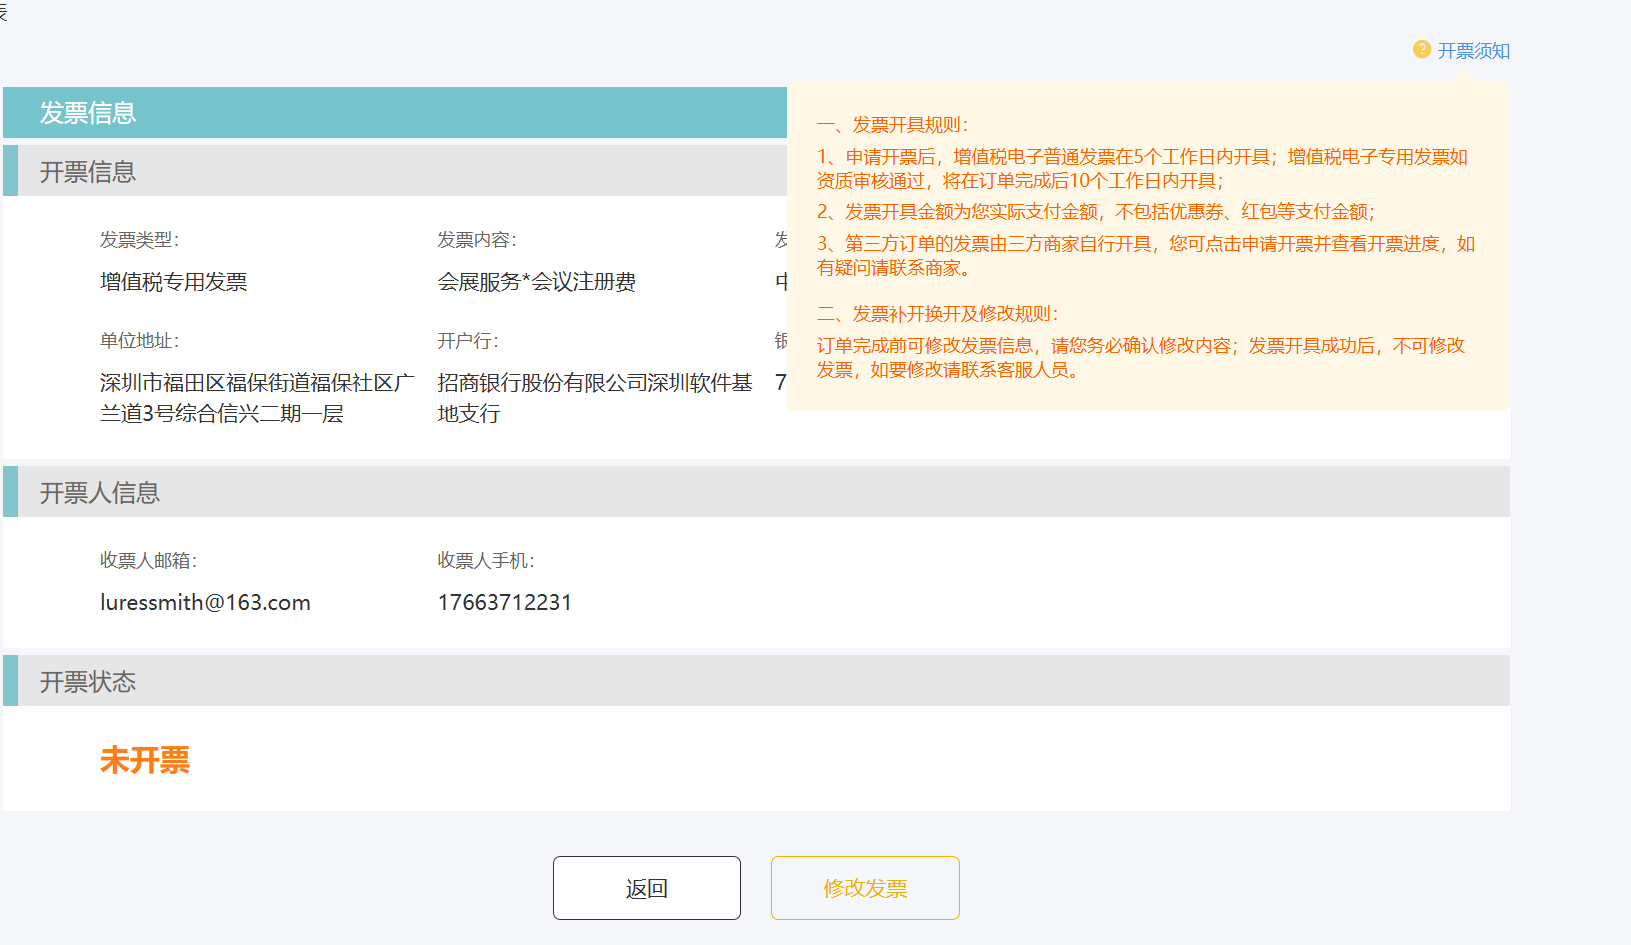 表
开票须知
发票信息
开票信息
一、发票开具规则：
1、申请开票后，增值税电子普通发票在5个工作日内开具；增值税电子专用发票如
资质审核通过，将在订单完成后10个工作日内开具；
2、发票开具金额为您实际支付金额，不包括优惠券、红包等支付金额；
3、第三方订单的发票由三方商家自行开具，您可点击申请开票并查看开票进度，如
有疑问请联系商家。
二、发票补开换开及修改规则：
订单完成前可修改发票信息，请您务必确认修改内容；发票开具成功后，不可修改
发票，如要修改请联系客服人员。
发票类型：
发票内容：
增值税专用发票
会展服务*会议注册费
单位地址：
开户行：
银
深圳市福田区福保街道福保社区广
兰道3号综合信兴二期一层
招商银行股份有限公司深圳软件基
地支行
7
开票人信息
收票人邮箱：
收票人手机：
luressmith@163.com
17663712231
开票状态
未开票
返回
修改发票